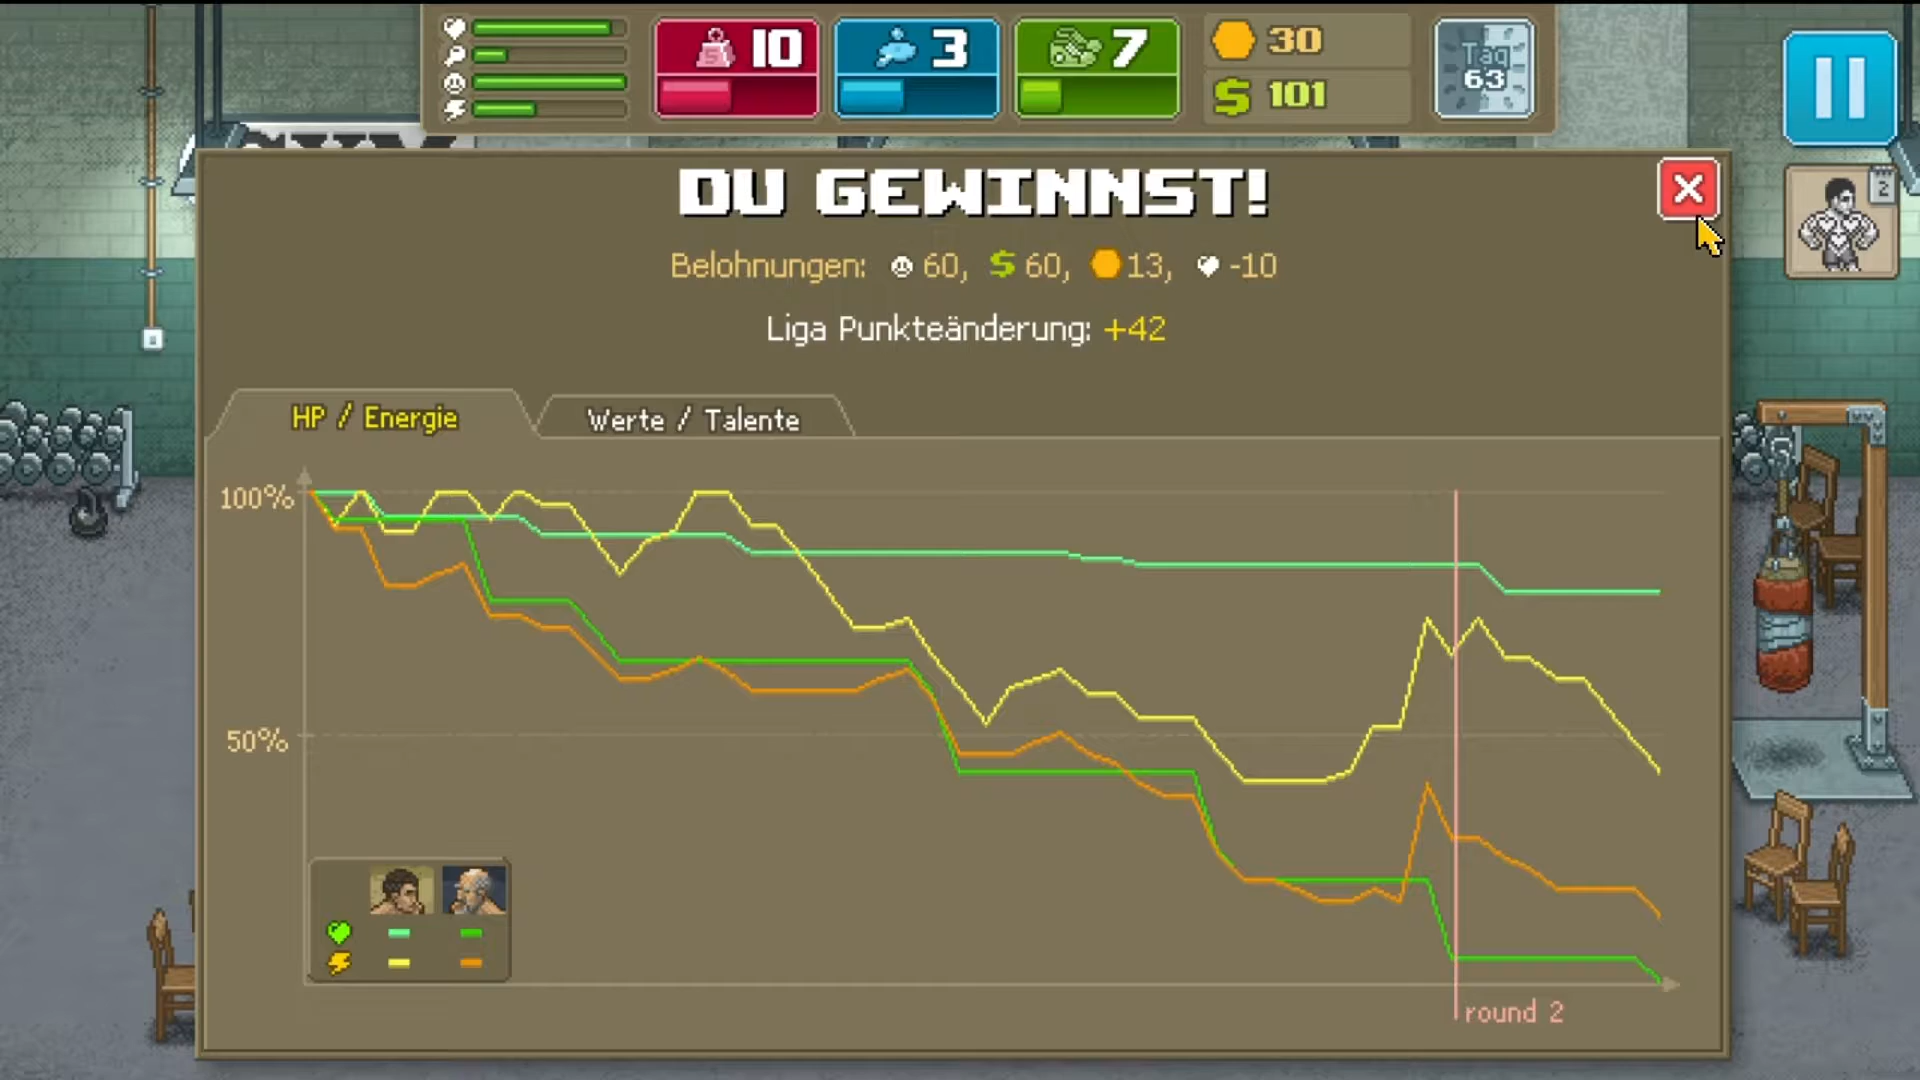 10
3
7
30
101
Tag
63
2
DU GEWINNST!
Belohnungen: 60, $ 60, 13, -10
Liga Punkteänderung: +42
HP / Energie
Werte / Talente
100%
50%
round 2